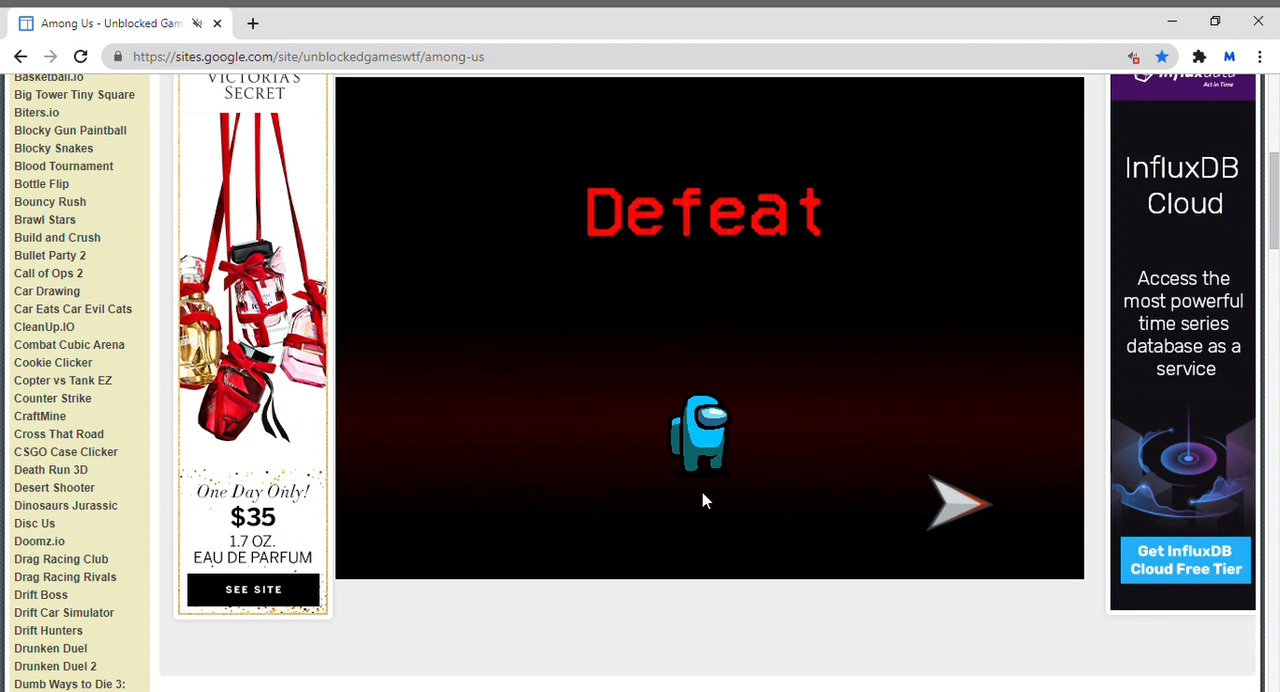 Among Us - Unblocked Gam
https://sites.google.com/site/unblockedgameswtf/among-us
M
Basketball.io
Big Tower Tiny Square
Biters.io
Blocky Gun Paintball
Blocky Snakes
Blood Tournament
Bottle Flip
Bouncy Rush
Brawl Stars
Build and Crush
Bullet Party 2
Call of Ops 2
Car Drawing
Car Eats Car Evil Cats
CleanUp.IO
Combat Cubic Arena
Cookie Clicker
Copter vs Tank EZ
Counter Strike
CraftMine
Cross That Road
CSGO Case Clicker
Death Run 3D
Desert Shooter
Dinosaurs Jurassic
Disc Us
Doomz.io
Drag Racing Club
Drag Racing Rivals
Drift Boss
Drift Car Simulator
Drift Hunters
Drunken Duel
Drunken Duel 2
Dumb Ways to Die 3:
VICTORIA'S
SECRET
One Day Only!
$35
1.7 OZ.
EAU DE PARFUM
SEE SITE
Defeat
Act in Time
InfluxDB
Cloud
Access the
most powerful
time series
database as a
service
Get InfluxDB
Cloud Free Tier